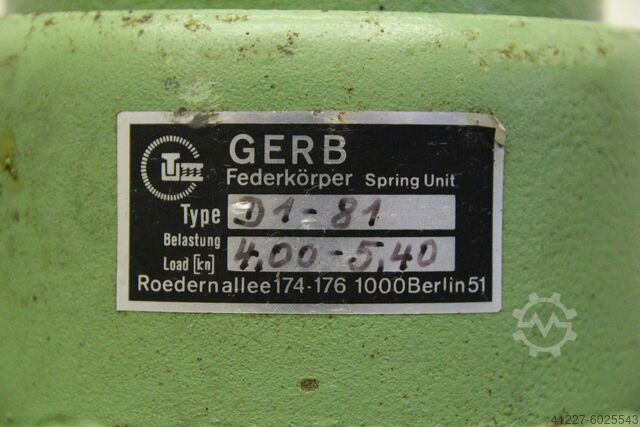 GERB
Federkörper Spring Unit
Type D1-81
Belastung
Load [kn] 4,00-5,40
Roedernallee 174-176 1000 Berlin 51
41227-6025543